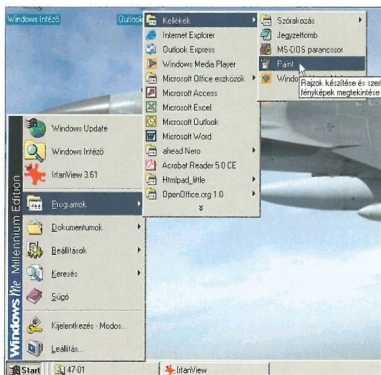 Windows Intéző
Outlook
Kellékek
Internet Explorer
Outlook Express
Windows Media Player
Microsoft Office eszközök
Microsoft Access
Microsoft Excel
Microsoft Outlook
Microsoft Word
ahead Nero
Acrobat Reader 5.0 CE
Htmlpad_little
OpenOffice.org 1.0
Szórakozás
Jegyzettömb
MS-DOS parancssor
Paint
Rajzok készítésére és
fényképek megtekintése
Windows Update
Windows Intéző
IrfanView 3.61
Programok
Dokumentumok
Beállítások
Keresés
Súgó
Kijelentkezés - Modos...
Leállítás...
Windows Me Millennium Edition
Start
47-01
IrfanView